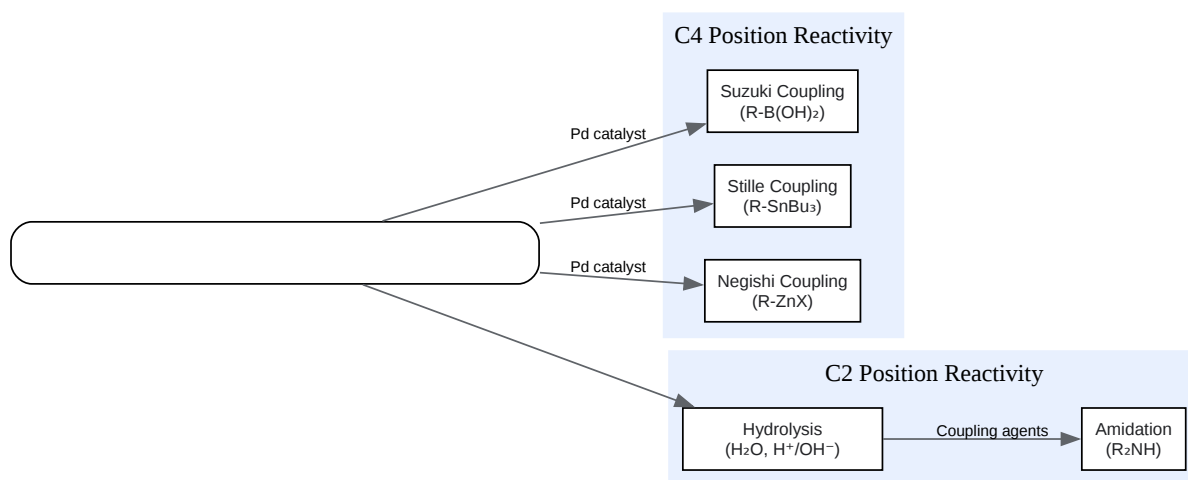 C4 Position Reactivity
Suzuki Coupling
(R-B(OH)₂)
Pd catalyst
Stille Coupling
(R-SnBu₃)
Pd catalyst
Negishi Coupling
(R-ZnX)
Pd catalyst
C2 Position Reactivity
Hydrolysis
(H₂O, H⁺/OH⁻)
Coupling agents
Amidation
(R₂NH)